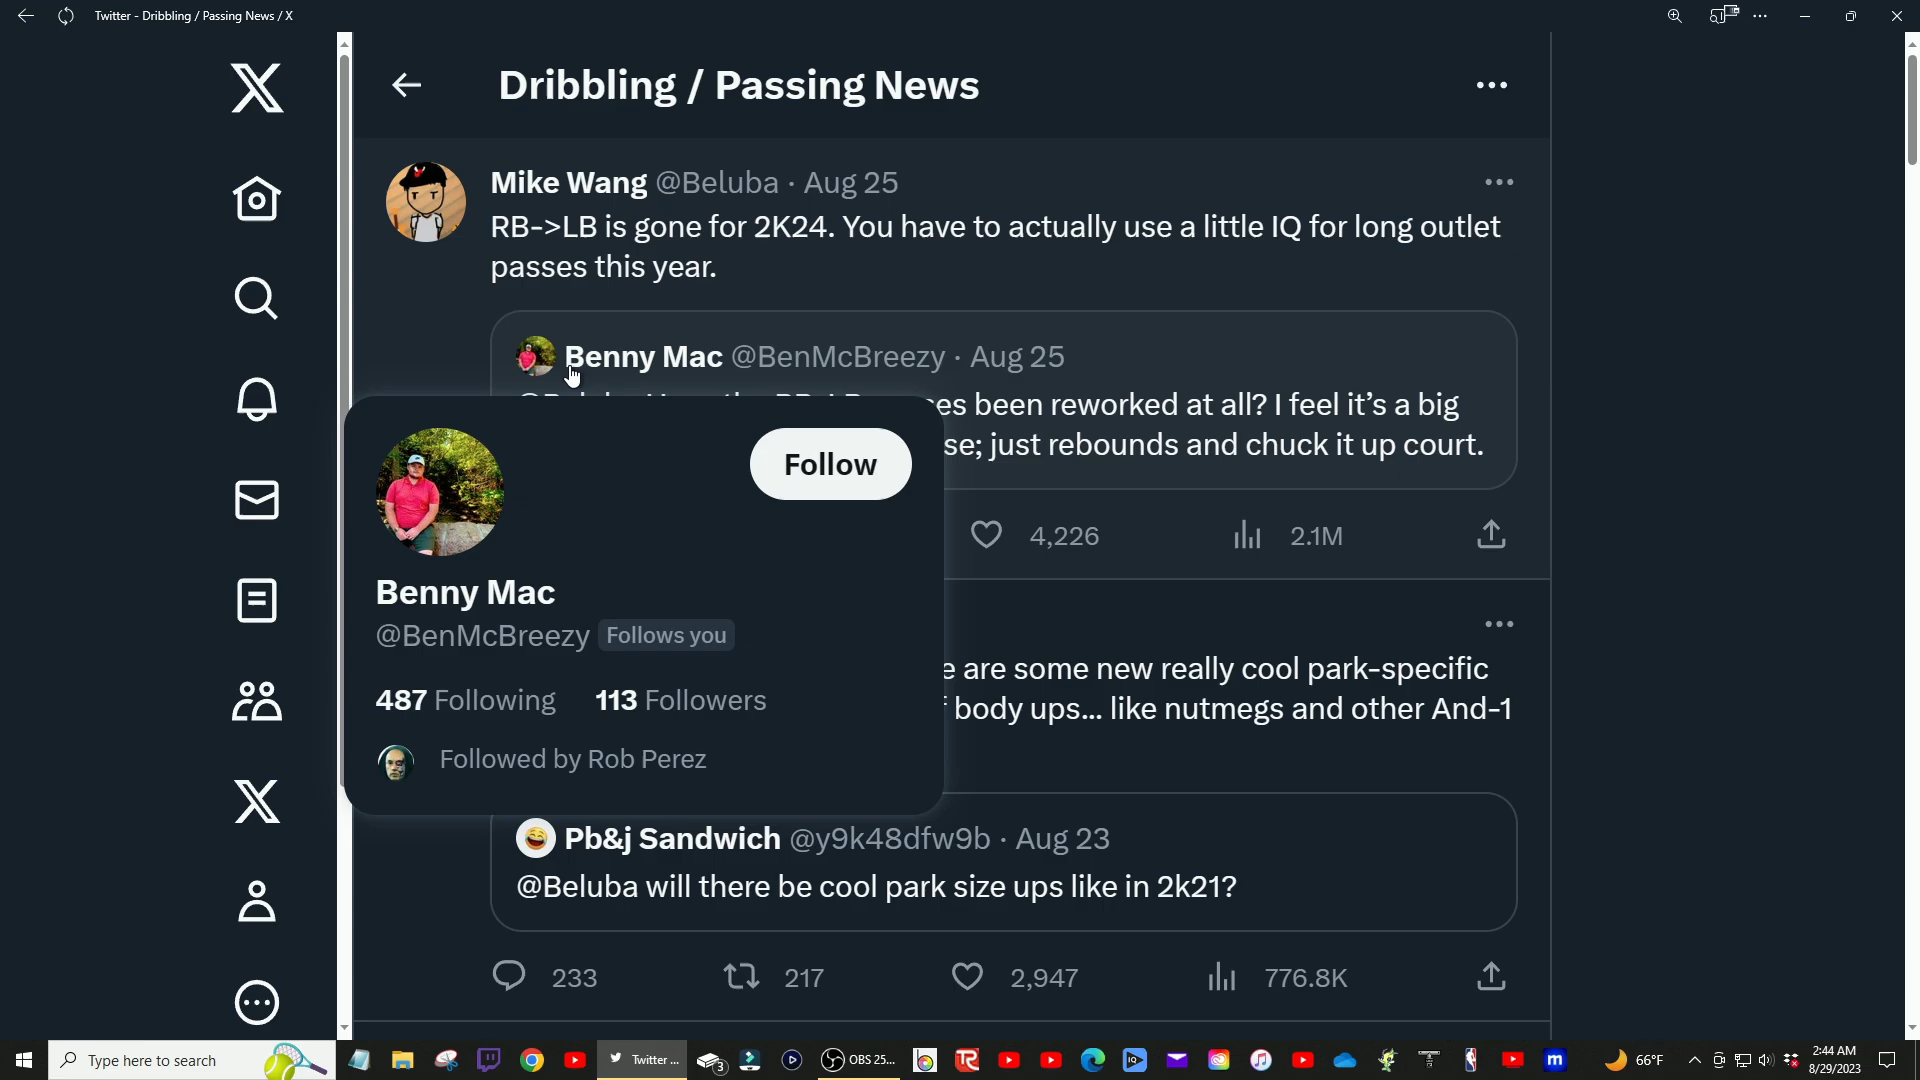 Twitter - Dribbling / Passing News / X
Dribbling / Passing News
Mike Wang @Beluba · Aug 25
RB->LB is gone for 2K24. You have to actually use a little IQ for long outlet
passes this year.
Benny Mac @BenMcBreezy · Aug 25
es been reworked at all? I feel it's a big
se; just rebounds and chuck it up court.
Follow
Benny Mac
@BenMcBreezy Follows you
487 Following 113 Followers
Followed by Rob Perez
4,226 2.1M
e are some new really cool park-specific
body ups... like nutmegs and other And-1
Pb&j Sandwich @y9k48dfw9b · Aug 23
@Beluba will there be cool park size ups like in 2k21?
233 217 2,947 776.8K
Type here to search
Twitter ...
3
OBS 25...
66°F
2:44 AM
8/29/2023